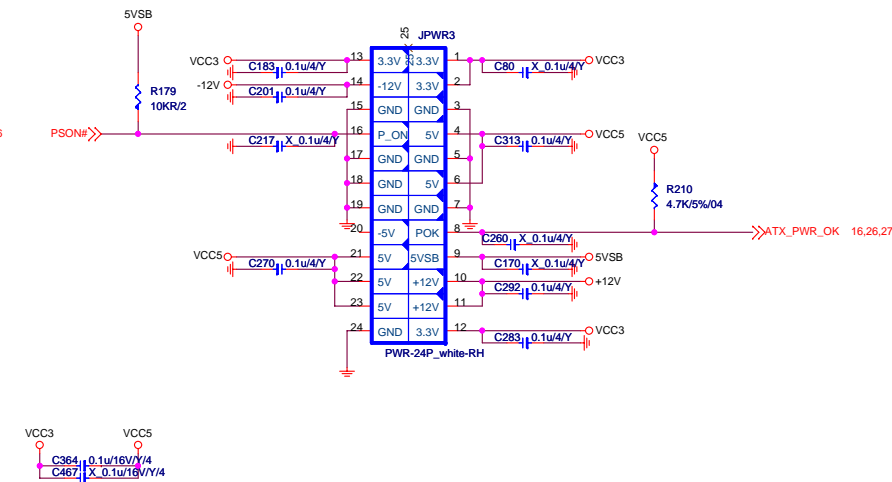 5VSB
25
JPWR3
VCC3
13
3.3V
3.3V
1
VCC3
C183
0.1u/4/Y
C80
X_0.1u/4/Y
-12V
14
-12V
3.3V
2
R179
10KR/2
C201
0.1u/4/Y
15
GND
GND
3
6
PSON#
16
P_ON
5V
4
VCC5
VCC5
C217
X_0.1u/4/Y
C313
0.1u/4/Y
17
GND
GND
5
18
GND
5V
6
R210
4.7K/5%/04
19
GND
GND
7
20
-5V
POK
8
ATX_PWR_OK 16,26,27
C260
X_0.1u/4/Y
VCC5
21
5V
5VSB
9
5VSB
C270
0.1u/4/Y
C170
X_0.1u/4/Y
22
5V
+12V
10
+12V
C292
0.1u/4/Y
23
5V
+12V
11
24
GND
3.3V
12
VCC3
C283
0.1u/4/Y
PWR-24P_white-RH
VCC3
VCC5
C364
0.1u/16V/Y/4
C467
X_0.1u/16V/Y/4